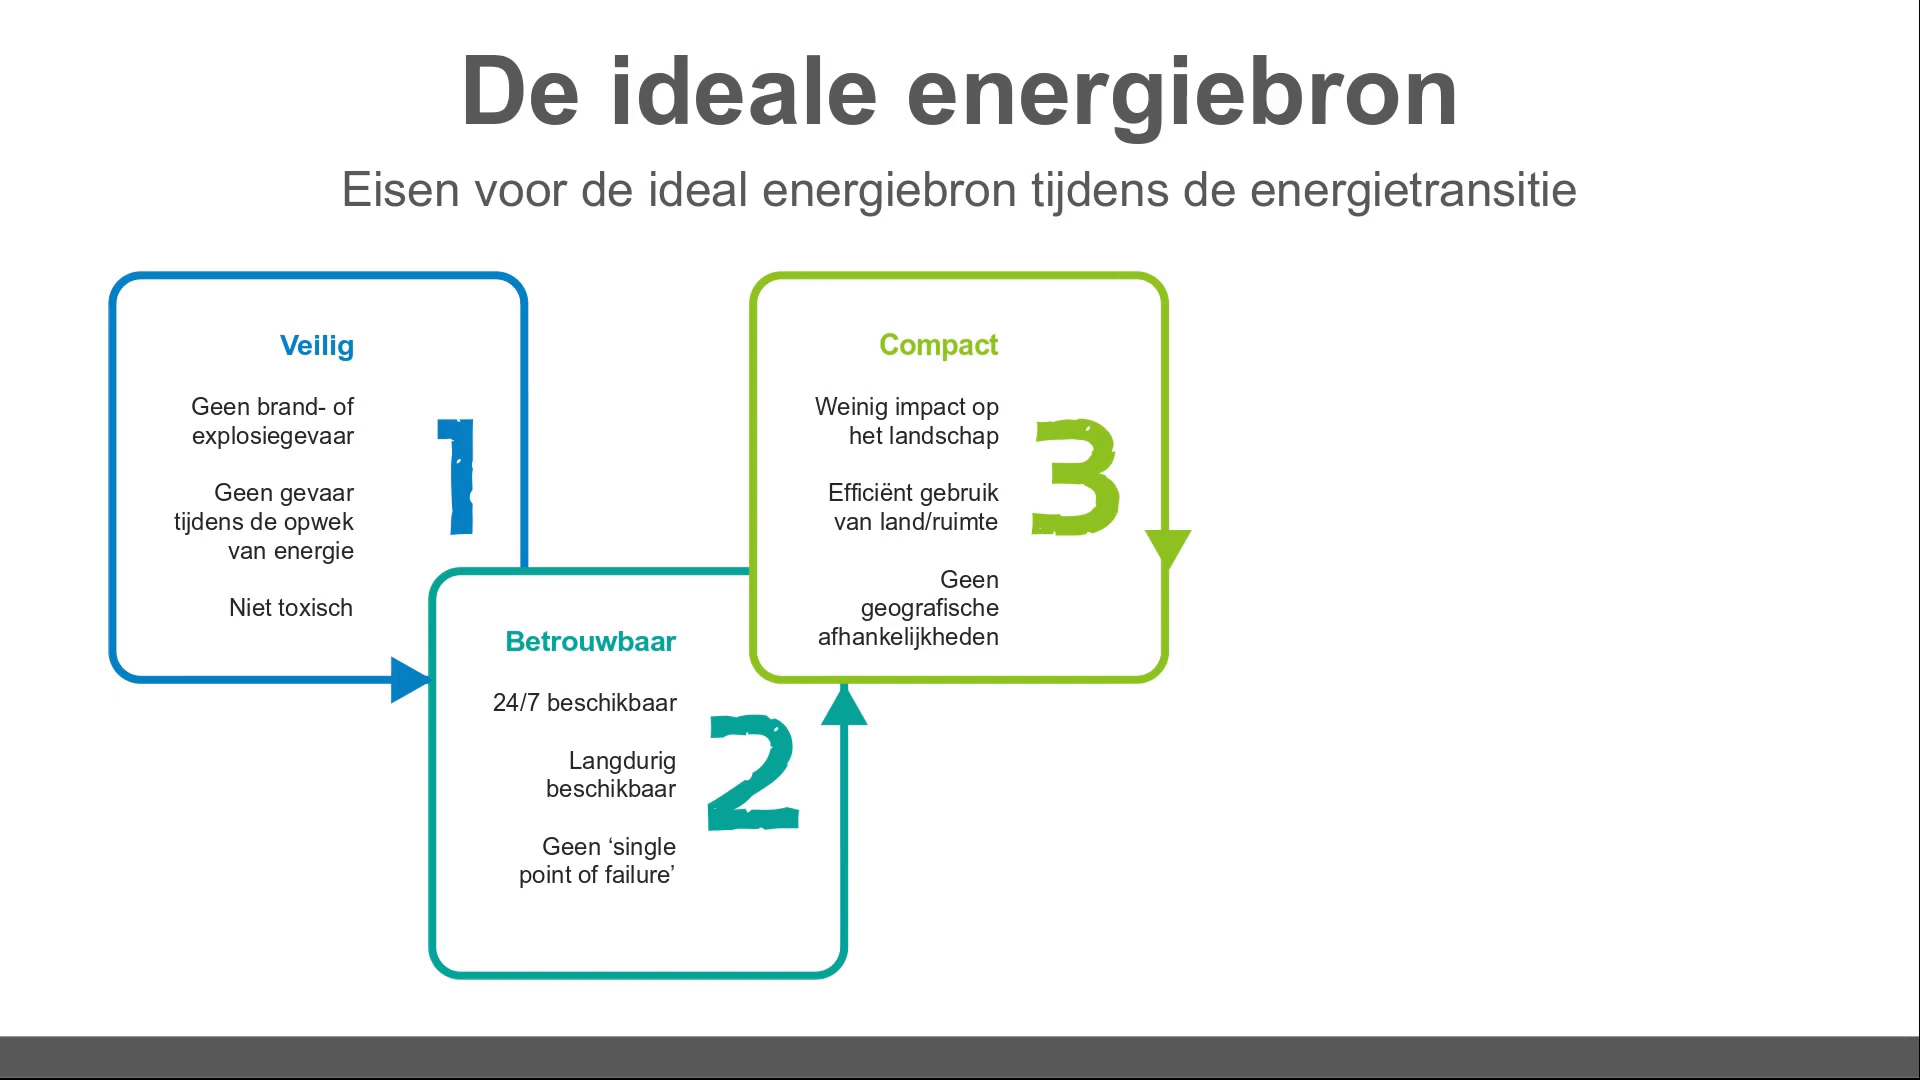 De ideale energiebron
Eisen voor de ideal energiebron tijdens de energietransitie
Veilig
Geen brand- of
explosiegevaar
Geen gevaar
tijdens de opwek
van energie
Niet toxisch
1
Betrouwbaar
24/7 beschikbaar
Langdurig
beschikbaar
Geen ‘single
point of failure’
2
Compact
Weinig impact op
het landschap
Efficiënt gebruik
van land/ruimte
Geen
geografische
afhankelijkheden
3